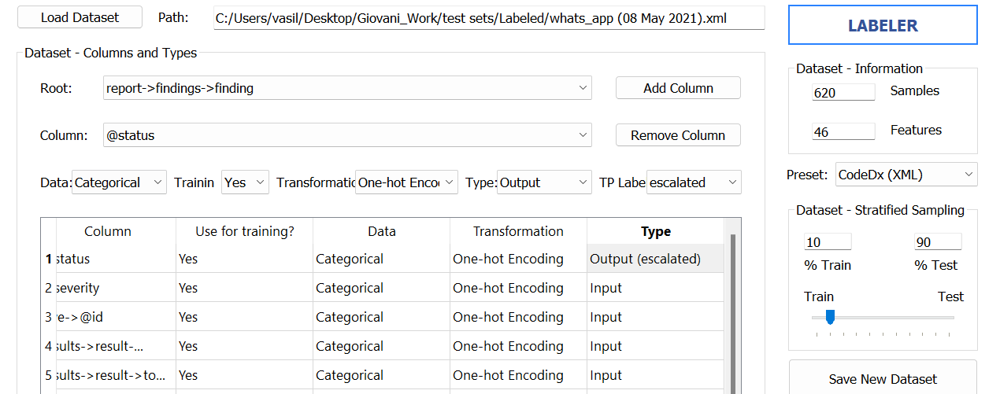 Load Dataset Path: C:/Users/vasil/Desktop/Giovani_Work/test sets/Labeled/whats_app (08 May 2021).xml
LABELER
Dataset - Columns and Types
Root: report->findings->finding Add Column
Column: @status Remove Column
Data: Categorical Trainin Yes Transformatic One-hot Encoc Type: Output TP Labe escalated
Column Use for training? Data Transformation Type
1 status Yes Categorical One-hot Encoding Output (escalated)
2 severity Yes Categorical One-hot Encoding Input
3 e->@id Yes Categorical One-hot Encoding Input
4 sults->result-... Yes Categorical One-hot Encoding Input
5 sults->result->to... Yes Categorical One-hot Encoding Input
Dataset - Information
620 Samples
46 Features
Preset: CodeDx (XML)
Dataset - Stratified Sampling
10 90
% Train % Test
Train Test
Save New Dataset